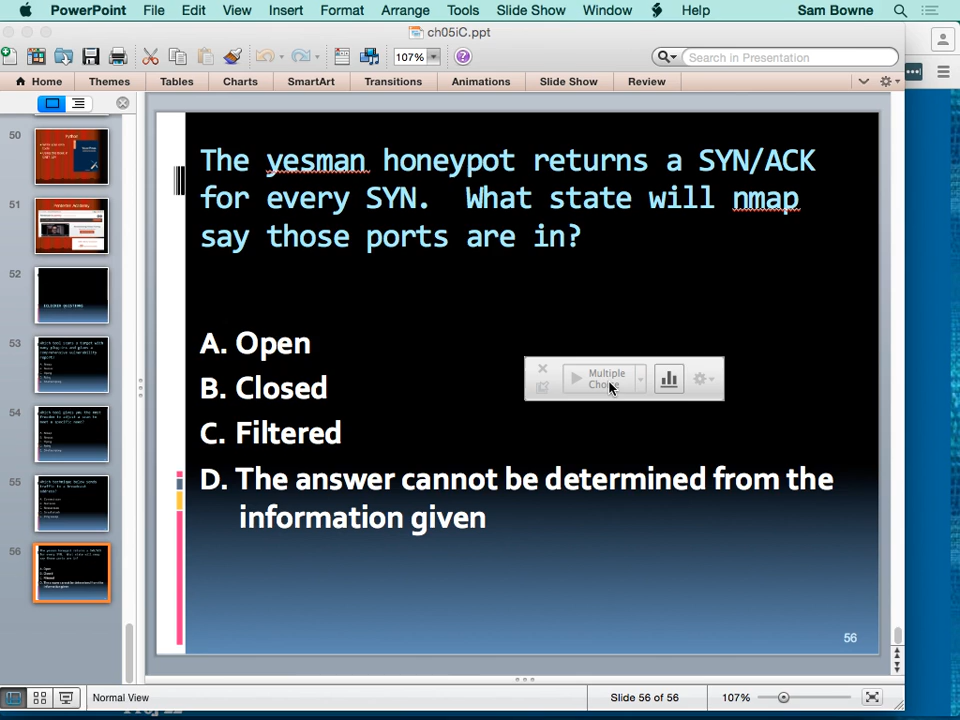 PowerPoint File Edit View Insert Format Arrange Tools Slide Show Window Help Sam Bowne
ch05iC.ppt
107% Search in Presentation
Home Themes Tables Charts SmartArt Transitions Animations Slide Show Review
50
51
52
53
54
55
56
The yesman honeypot returns a SYN/ACK
for every SYN. What state will nmap
say those ports are in?
A. Open
B. Closed
C. Filtered
D. The answer cannot be determined from the
information given
Multiple
Choice
56
Normal View Slide 56 of 56 107%